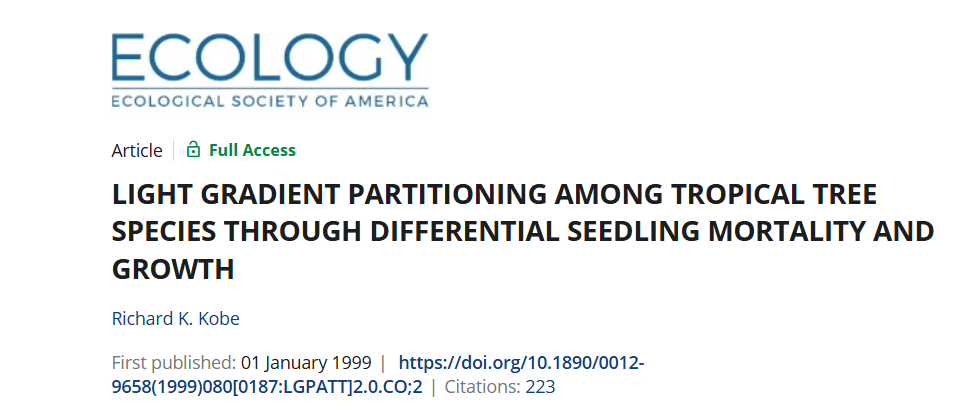 ECOLOGY
ECOLOGICAL SOCIETY OF AMERICA
Article | Full Access
LIGHT GRADIENT PARTITIONING AMONG TROPICAL TREE
SPECIES THROUGH DIFFERENTIAL SEEDLING MORTALITY AND
GROWTH
Richard K. Kobe
First published: 01 January 1999 | https://doi.org/10.1890/0012-
9658(1999)080[0187:LGPATT]2.0.CO;2 | Citations: 223